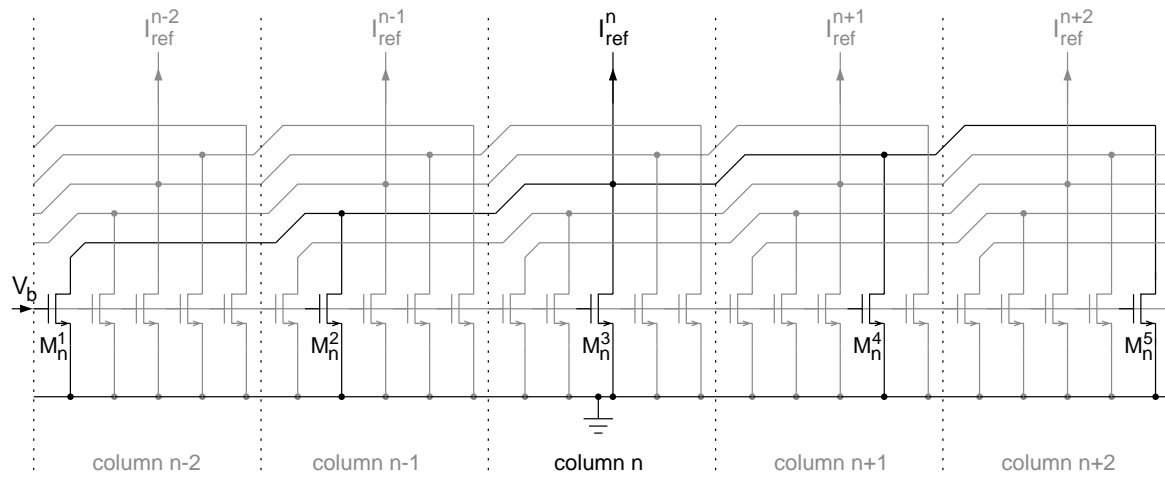 I_ref^n-2 I_ref^n-1 I_ref^n I_ref^n+1 I_ref^n+2
V_b
M_n^1 M_n^2 M_n^3 M_n^4 M_n^5
column n-2 column n-1 column n column n+1 column n+2